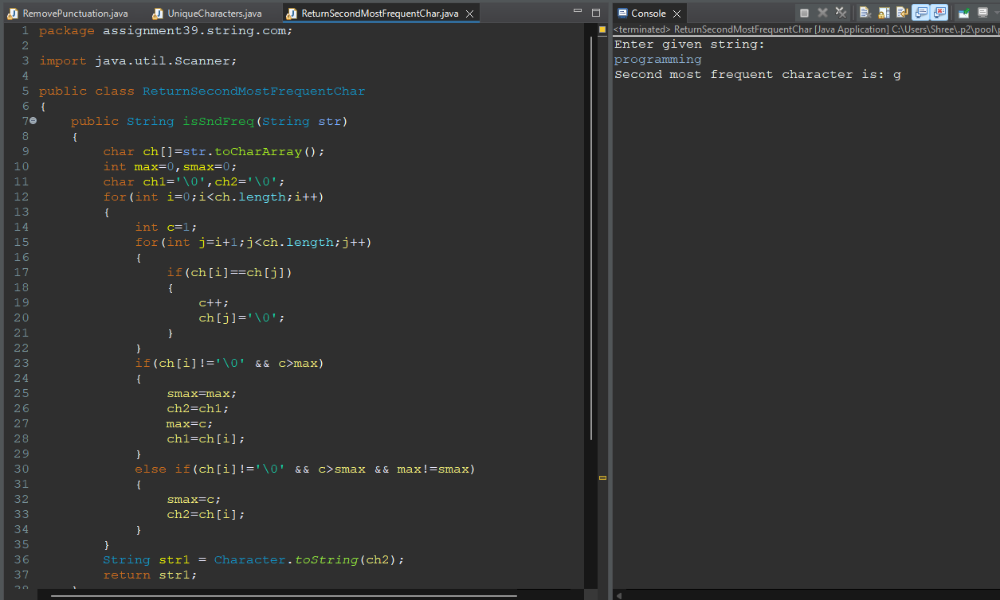 RemovePunctuation.java UniqueCharacters.java ReturnSecondMostFrequentChar.java
1 package assignment39.string.com;
2
3 import java.util.Scanner;
4
5 public class ReturnSecondMostFrequentChar
6 {
7 public String isSndFreq(String str)
8 {
9 char ch[]=str.toCharArray();
10 int max=0,smax=0;
11 char ch1='\0',ch2='\0';
12 for(int i=0;i<ch.length;i++)
13 {
14 int c=1;
15 for(int j=i+1;j<ch.length;j++)
16 {
17 if(ch[i]==ch[j])
18 {
19 c++;
20 ch[j]='\0';
21 }
22 }
23 if(ch[i]!='\0' && c>max)
24 {
25 smax=max;
26 ch2=ch1;
27 max=c;
28 ch1=ch[i];
29 }
30 else if(ch[i]!='\0' && c>smax && max!=smax)
31 {
32 smax=c;
33 ch2=ch[i];
34 }
35 }
36 String str1 = Character.toString(ch2);
37 return str1;
Console
<terminated> ReturnSecondMostFrequentChar [Java Application] C:\Users\Shree\.p2\pool\p
Enter given string:
programming
Second most frequent character is: g